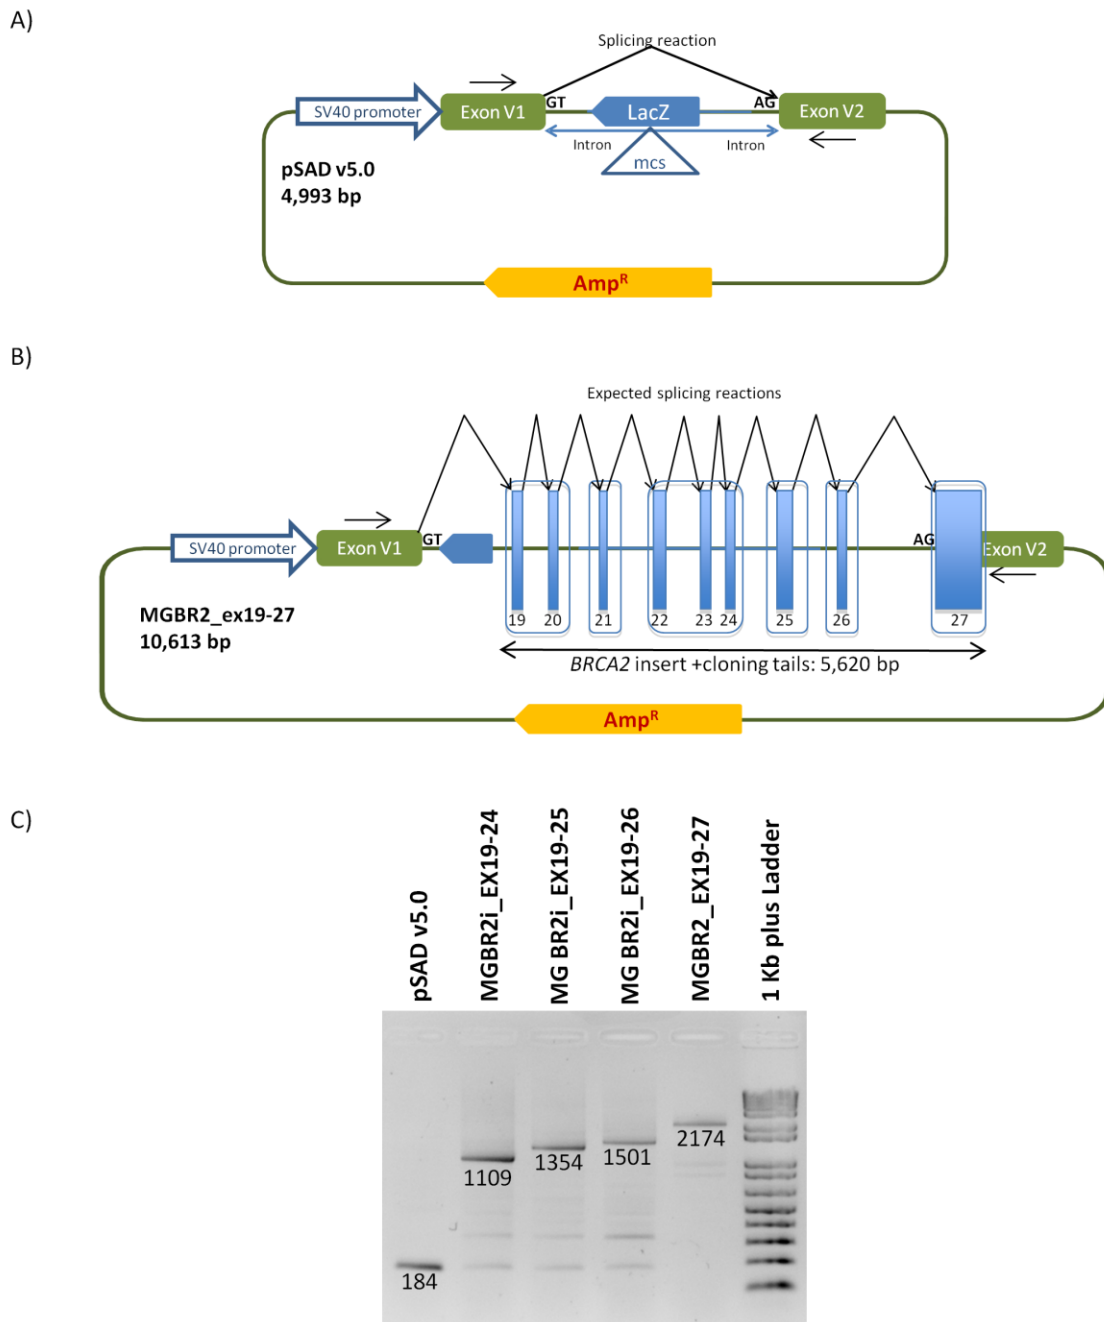 A)
Splicing reaction
SV40 promoter
Exon V1
GT
LacZ
AG
Exon V2
Intron
Intron
mcs
pSAD v5.0
4,993 bp
Amp^R
B)
Expected splicing reactions
SV40 promoter
Exon V1
GT
AG
Exon V2
19 20 21 22 23 24 25 26 27
MGBR2_ex19-27
10,613 bp
BRCA2 insert +cloning tails: 5,620 bp
Amp^R
C)
pSAD v5.0
MGBR2i_EX19-24
MG BR2i_EX19-25
MG BR2i_EX19-26
MGBR2_EX19-27
1 Kb plus Ladder
184
1109
1354
1501
2174